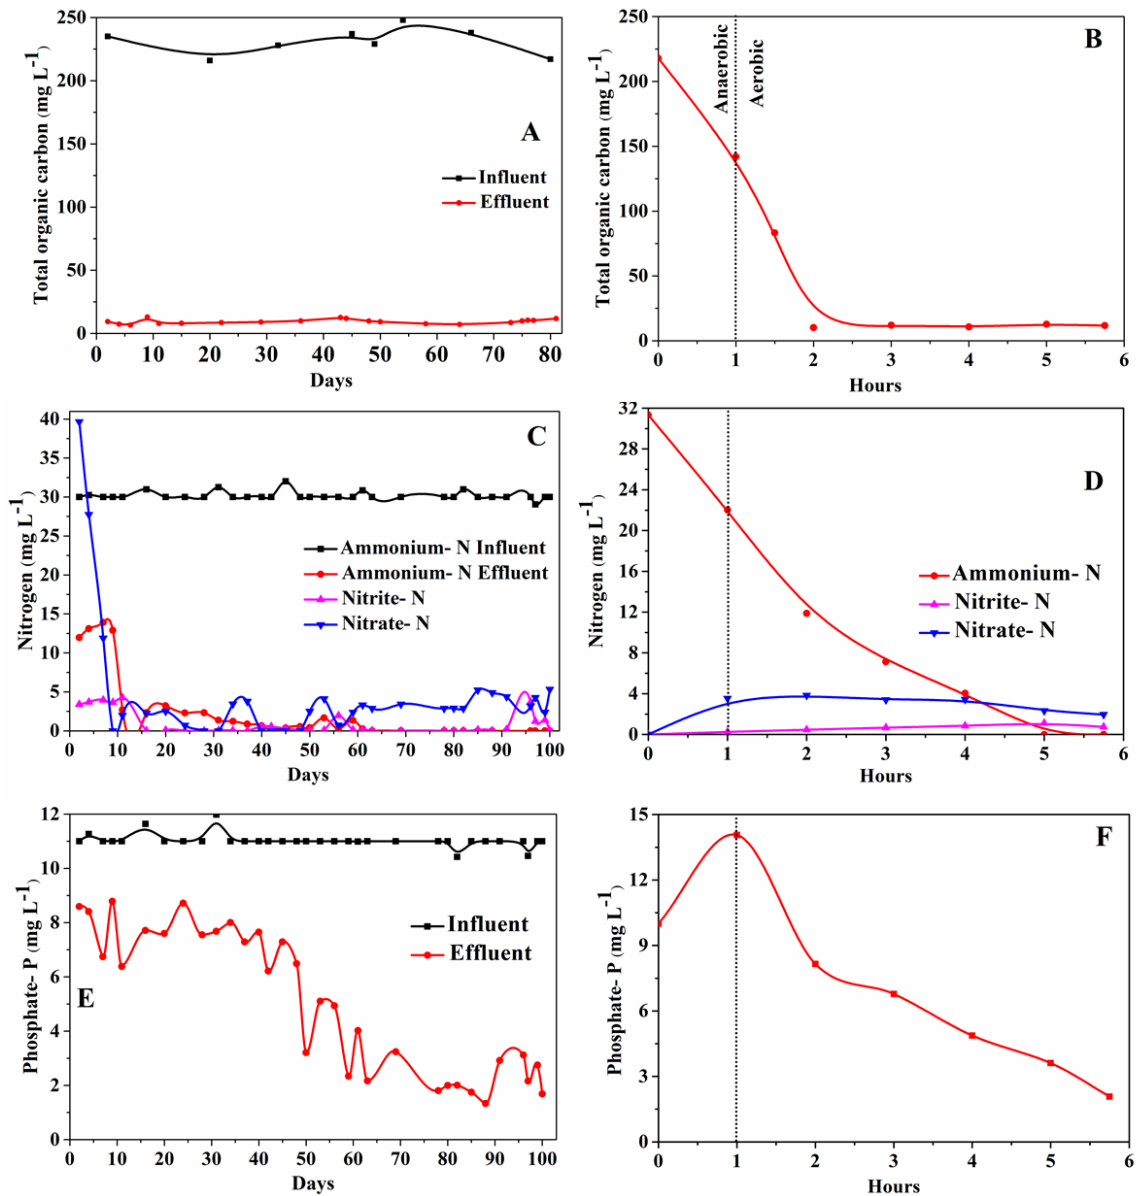 Total organic carbon (mg L-1)
250
200
150
100
50
0
A
Influent
Effluent
0 10 20 30 40 50 60 70 80
Days
Total organic carbon (mg L-1)
250
200
150
100
50
0
Anaerobic
Aerobic
B
0 1 2 3 4 5 6
Hours
Nitrogen (mg L-1)
40
35
30
25
20
15
10
5
0
C
Ammonium- N Influent
Ammonium- N Effluent
Nitrite- N
Nitrate- N
0 10 20 30 40 50 60 70 80 90 100
Days
Nitrogen (mg L-1)
32
28
24
20
16
12
8
4
0
D
Ammonium- N
Nitrite- N
Nitrate- N
0 1 2 3 4 5 6
Hours
Phosphate- P (mg L-1)
12
10
8
6
4
2
0
Influent
Effluent
E
0 10 20 30 40 50 60 70 80 90 100
Days
Phosphate- P (mg L-1)
15
12
9
6
3
0
F
0 1 2 3 4 5 6
Hours